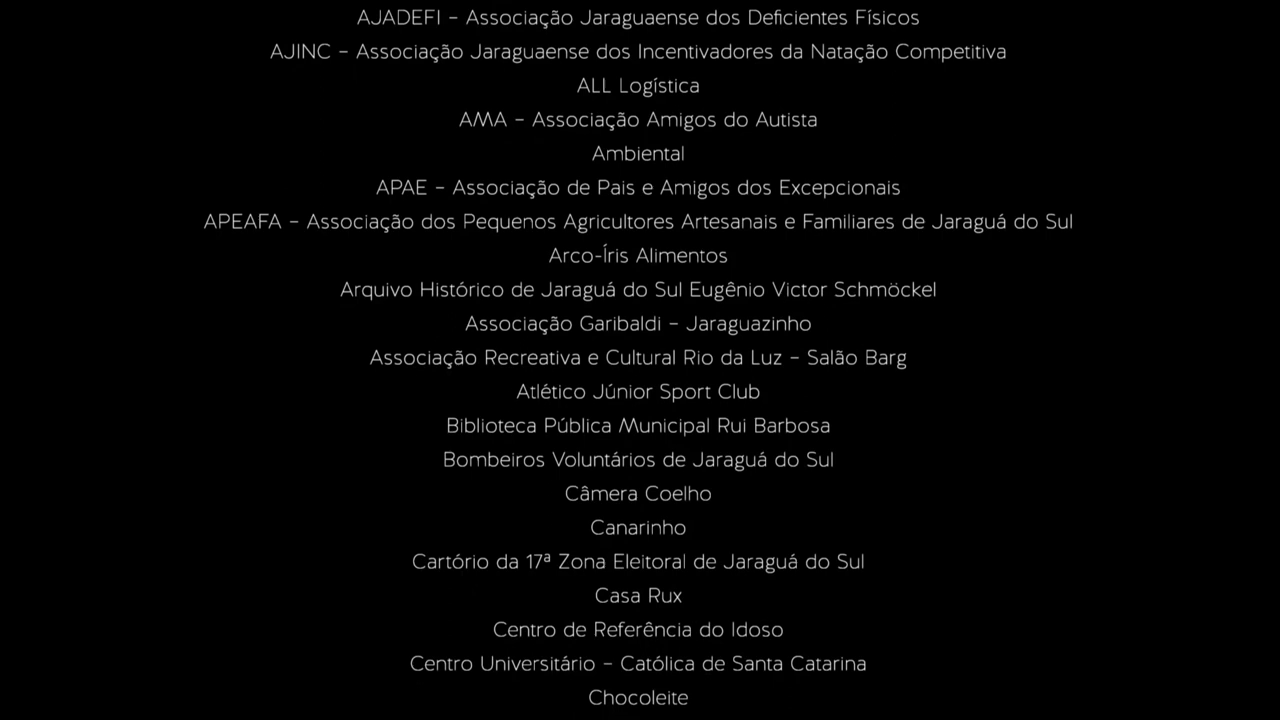 AJADEFI – Associação Jaraguaense dos Deficientes Físicos
AJINC – Associação Jaraguaense dos Incentivadores da Natação Competitiva
ALL Logística
AMA – Associação Amigos do Autista
Ambiental
APAE – Associação de Pais e Amigos dos Excepcionais
APEAFA – Associação dos Pequenos Agricultores Artesanais e Familiares de Jaraguá do Sul
Arco-Íris Alimentos
Arquivo Histórico de Jaraguá do Sul Eugênio Victor Schmöckel
Associação Garibaldi – Jaraguazinho
Associação Recreativa e Cultural Rio da Luz – Salão Barg
Atlético Júnior Sport Club
Biblioteca Pública Municipal Rui Barbosa
Bombeiros Voluntários de Jaraguá do Sul
Câmera Coelho
Canarinho
Cartório da 17ª Zona Eleitoral de Jaraguá do Sul
Casa Rux
Centro de Referência do Idoso
Centro Universitário – Católica de Santa Catarina
Chocoleite